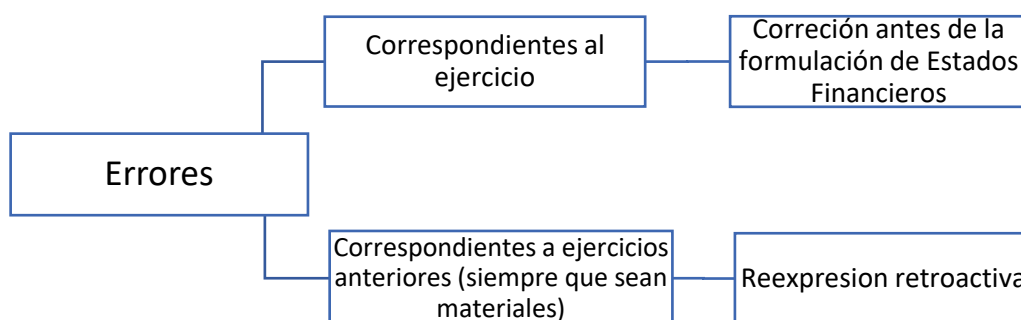 Errores
Correspondientes al
ejercicio
Correción antes de la
formulación de Estados
Financieros
Correspondientes a ejercicios
anteriores (siempre que sean
materiales)
Reexpresion retroactiva